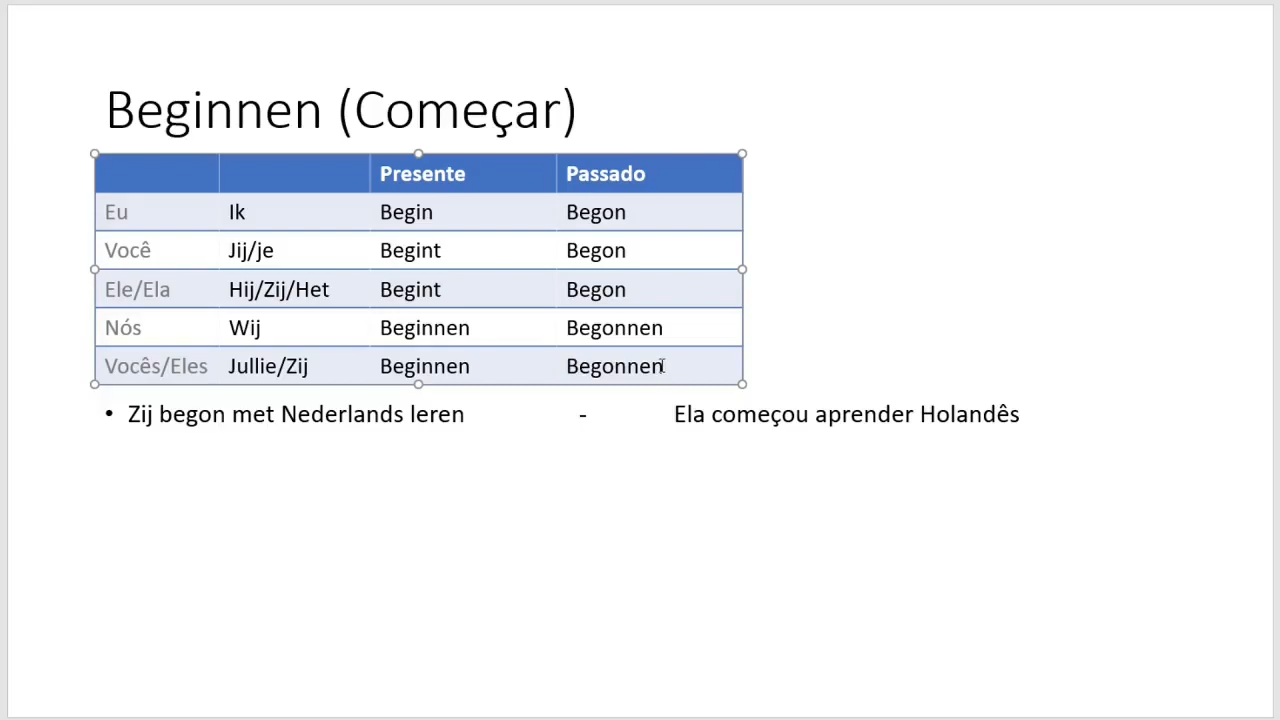 Beginnen (Começar)
Presente Passado
Eu Ik Begin Begon
Você Jij/je Begint Begon
Ele/Ela Hij/Zij/Het Begint Begon
Nós Wij Beginnen Begonnen
Vocês/Eles Jullie/Zij Beginnen Begonnen
• Zij begon met Nederlands leren - Ela começou aprender Holandês